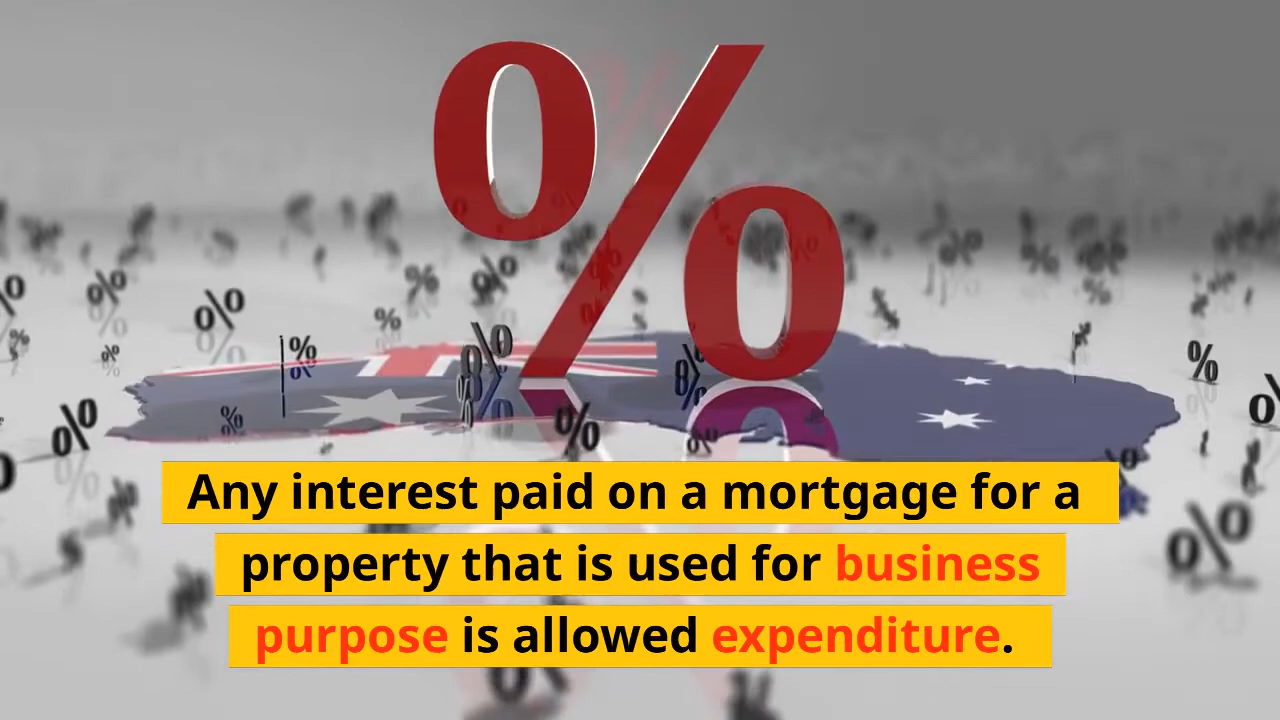 %
Any interest paid on a mortgage for a
property that is used for business
purpose is allowed expenditure.